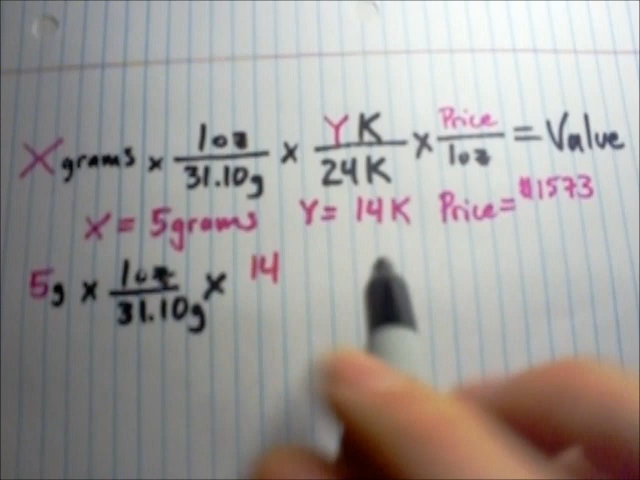 X grams x 1oz / 31.10g x YK / 24K x Price / 1oz = Value
X = 5grams Y = 14K Price = $1573
5g x 1oz / 31.10g x 14